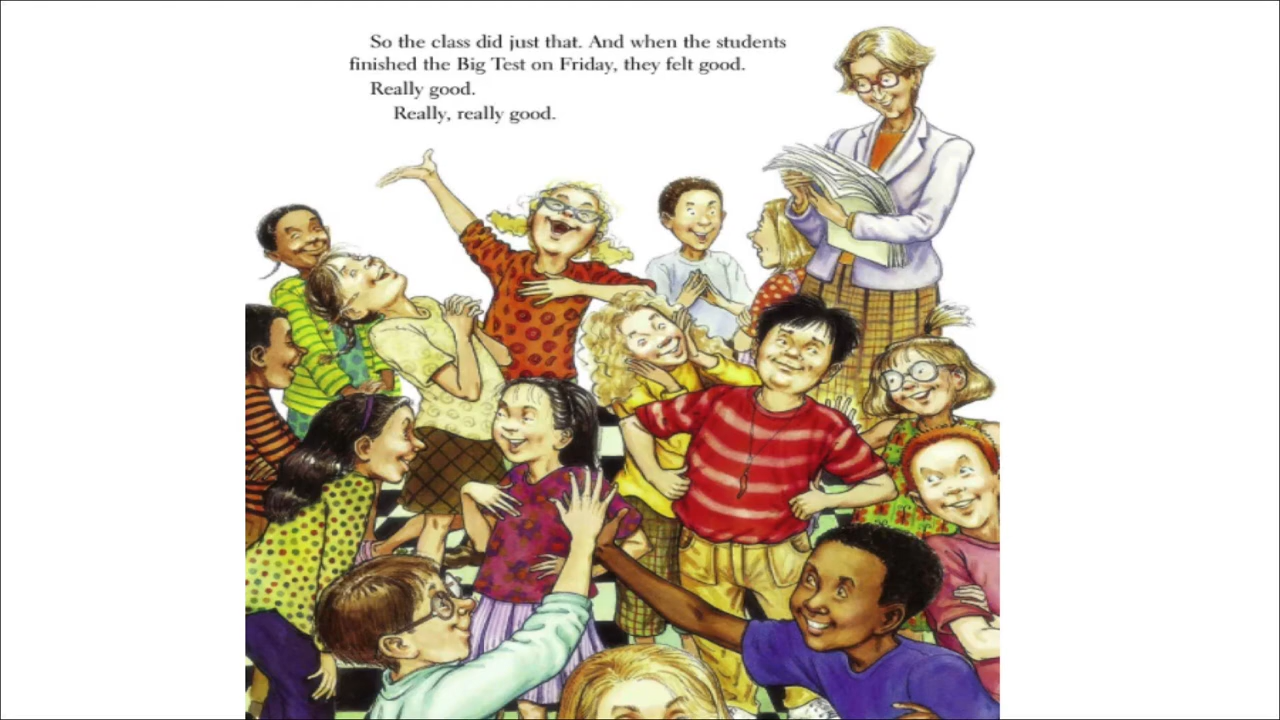 So the class did just that. And when the students
finished the Big Test on Friday, they felt good.
Really good.
Really, really good.